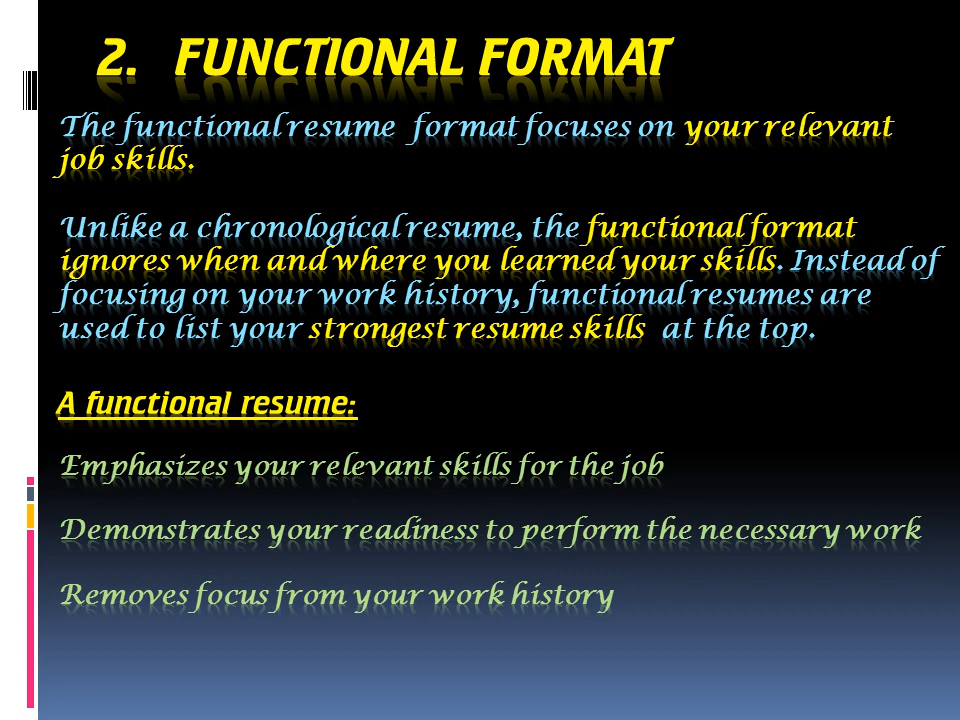 2. FUNCTIONAL FORMAT
The functional resume format focuses on your relevant
job skills.
Unlike a chronological resume, the functional format
ignores when and where you learned your skills. Instead of
focusing on your work history, functional resumes are
used to list your strongest resume skills at the top.
A functional resume:
Emphasizes your relevant skills for the job
Demonstrates your readiness to perform the necessary work
Removes focus from your work history